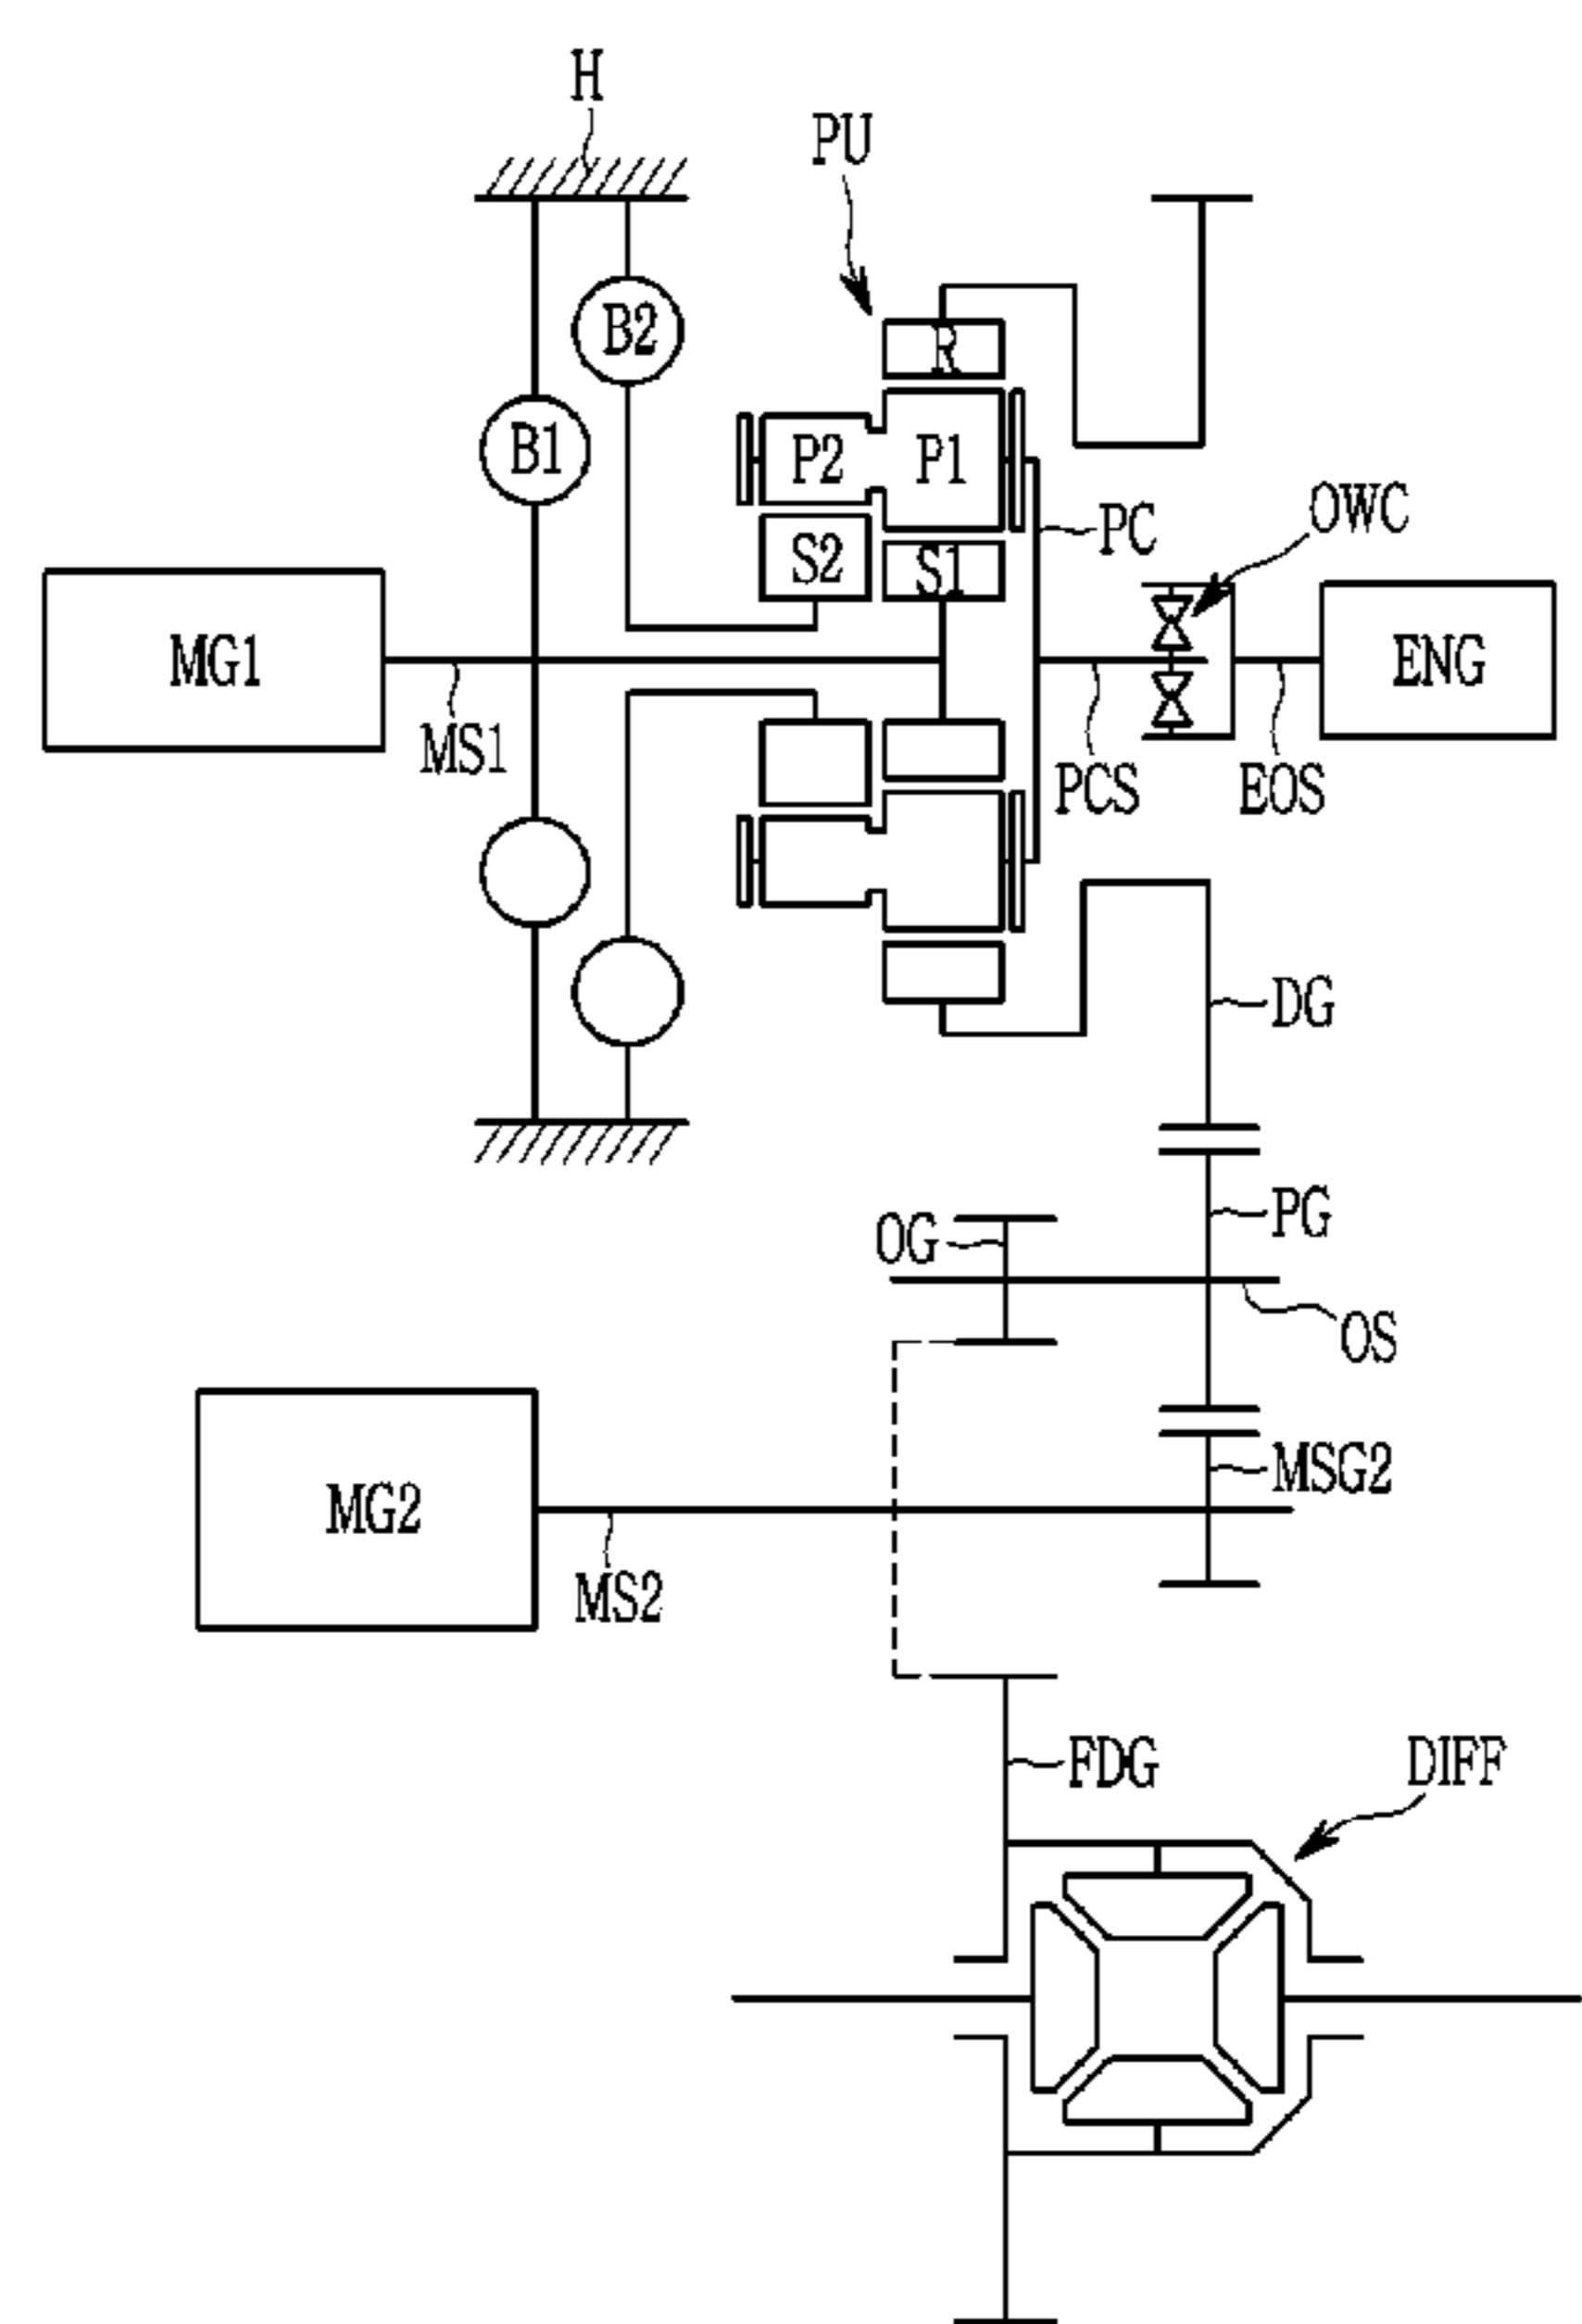 H
PU
B2
R
B1
P2
P1
PC
OWC
S2
S1
MG1
ENG
MS1
PCS
EOS
DG
PG
OG
OS
MSG2
MG2
MS2
FDG
DIFF